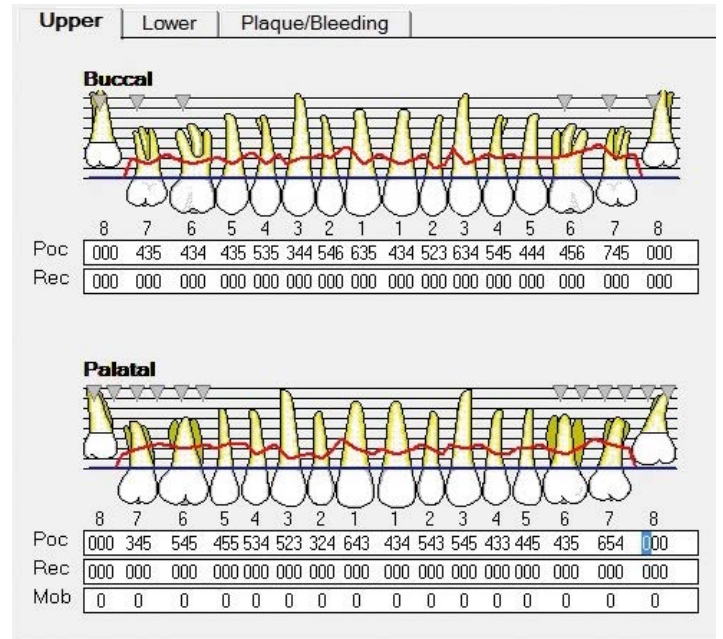 Upper Lower Plaque/Bleeding
Buccal
8 7 6 5 4 3 2 1 1 2 3 4 5 6 7 8
Poc 000 435 434 435 535 344 546 635 434 523 634 545 444 456 745 000
Rec 000 000 000 000 000 000 000 000 000 000 000 000 000 000 000 000
Palatal
8 7 6 5 4 3 2 1 1 2 3 4 5 6 7 8
Poc 000 345 545 455 534 523 324 643 434 543 545 433 445 435 654 000
Rec 000 000 000 000 000 000 000 000 000 000 000 000 000 000 000 000
Mob 0 0 0 0 0 0 0 0 0 0 0 0 0 0 0 0